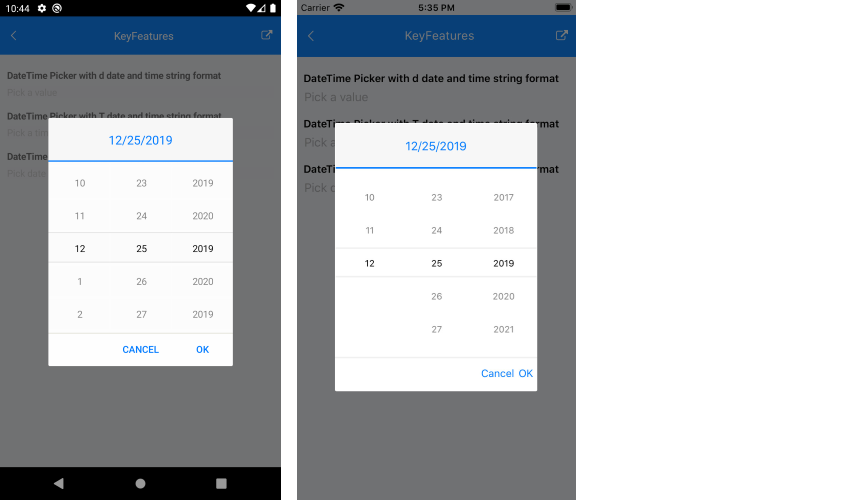 10:44
KeyFeatures
DateTime Picker with d date and time string format
Pick a value
DateTime Picker with T date and time string format
Pick a tim
DateTime
Pick date
12/25/2019
10 23 2019
11 24 2020
12 25 2019
1 26 2020
2 27 2019
CANCEL OK
Carrier 5:35 PM
KeyFeatures
DateTime Picker with d date and time string format
Pick a value
DateTime Picker with T date and time string format
Pick a
DateTi mat
Pick
12/25/2019
10 23 2017
11 24 2018
12 25 2019
26 2020
27 2021
Cancel OK